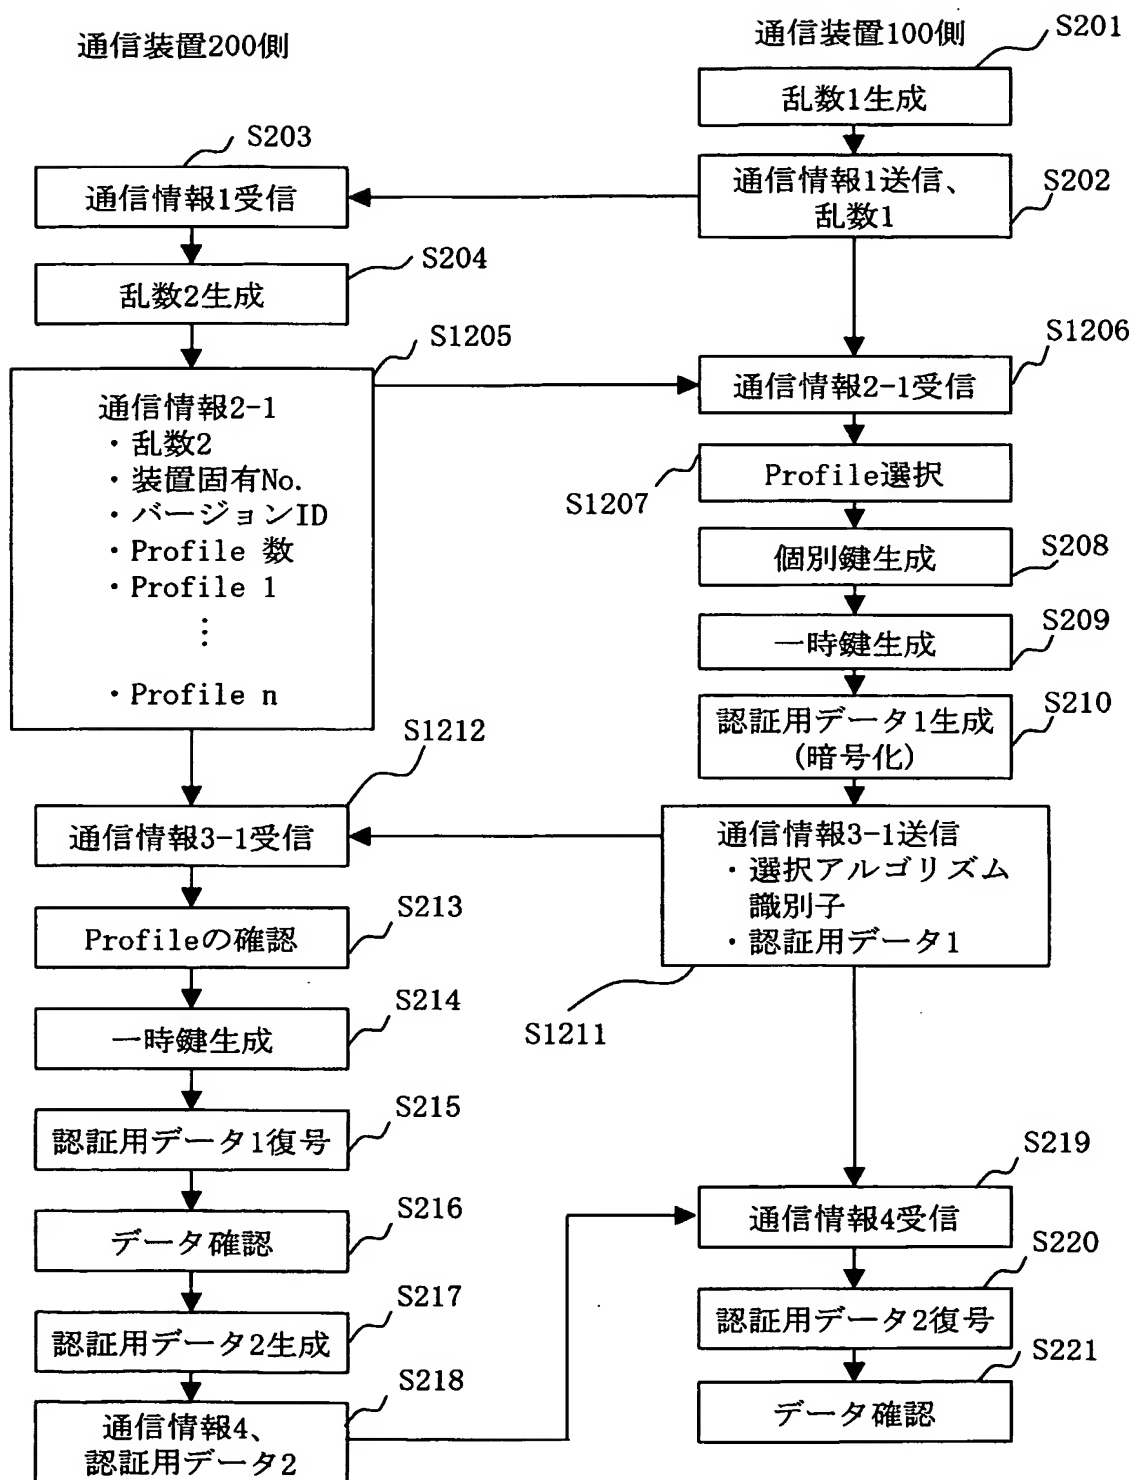 通信装置200側
通信装置100側
S201
乱数1生成
S203
通信情報1受信
通信情報1送信、
乱数1
S202
S204
乱数2生成
S1205
通信情報2-1
・乱数2
・装置固有No.
・バージョンID
・Profile 数
・Profile 1
⋮
・Profile n
S1206
通信情報2-1受信
Profile選択
S1207
個別鍵生成
S208
一時鍵生成
S209
認証用データ1生成
(暗号化)
S210
S1212
通信情報3-1受信
通信情報3-1送信
・選択アルゴリズム
識別子
・認証用データ1
S1211
S213
Profileの確認
S214
一時鍵生成
S215
認証用データ1復号
S216
データ確認
S217
認証用データ2生成
S218
通信情報4、
認証用データ2
S219
通信情報4受信
S220
認証用データ2復号
S221
データ確認